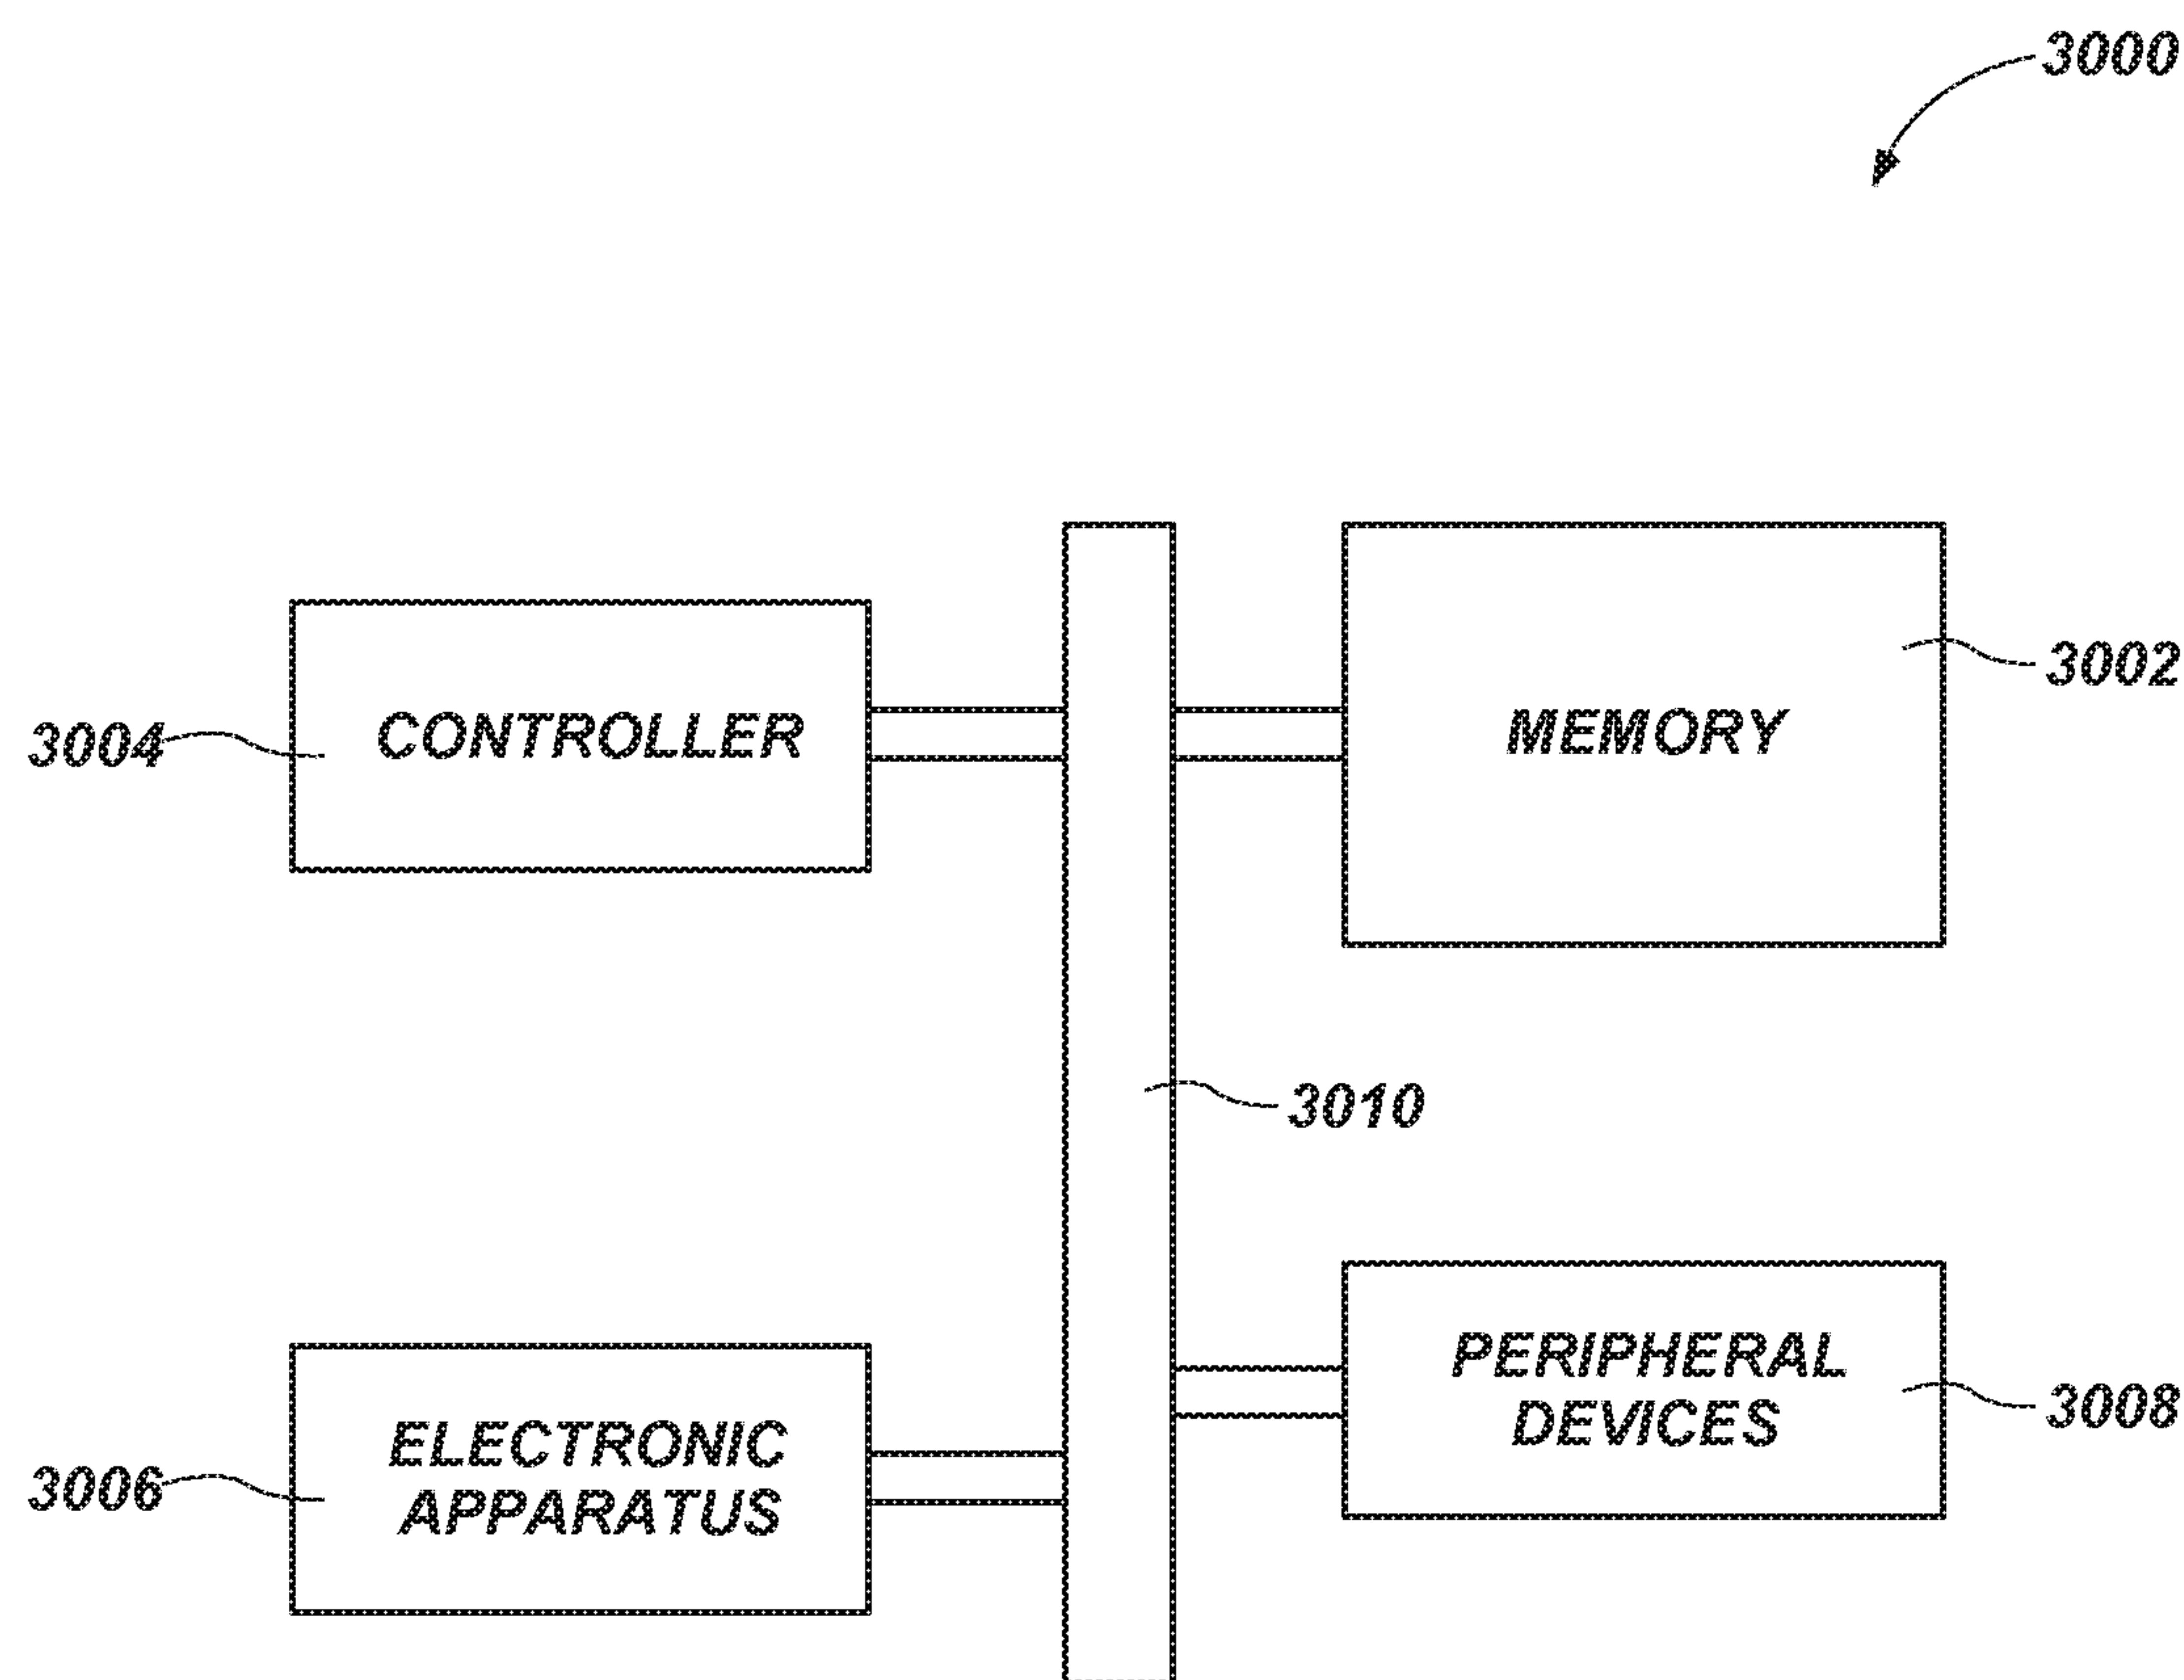 3000
3002
3004
CONTROLLER
MEMORY
3010
PERIPHERAL
DEVICES
3008
ELECTRONIC
APPARATUS
3006